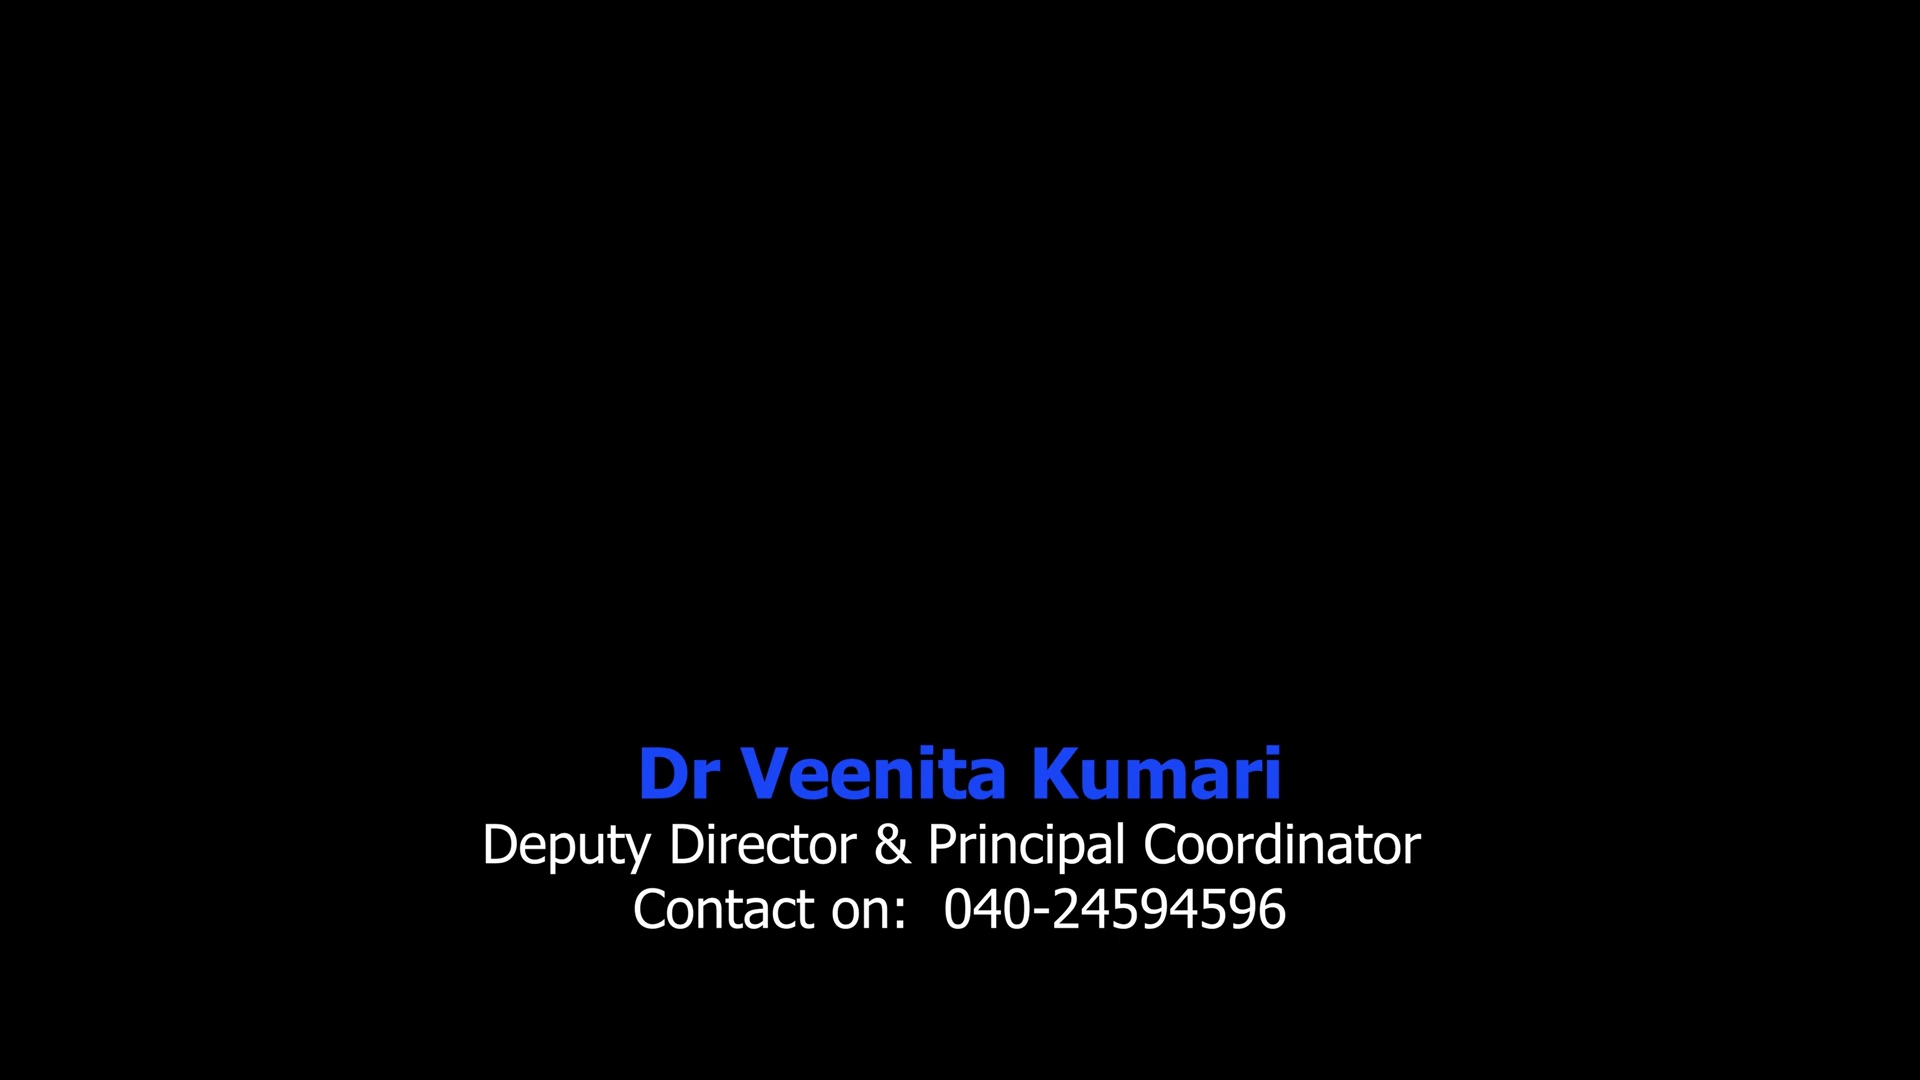 Dr Veenita Kumari
Deputy Director & Principal Coordinator
Contact on:  040-24594596